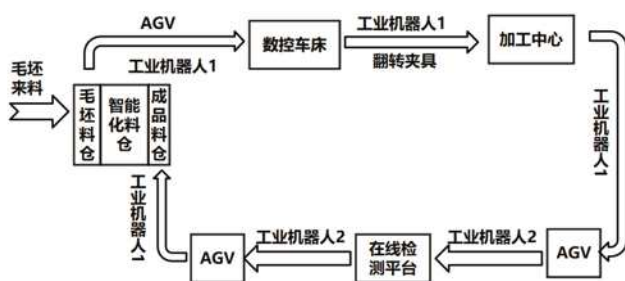 AGV
工业机器人1
数控车床
工业机器人1
翻转夹具
加工中心
毛坯
来料
毛坯料仓
智能
化料
仓
成品料仓
工业机器人1
工业机器人1
AGV
工业机器人2
在线检
测平台
工业机器人2
AGV